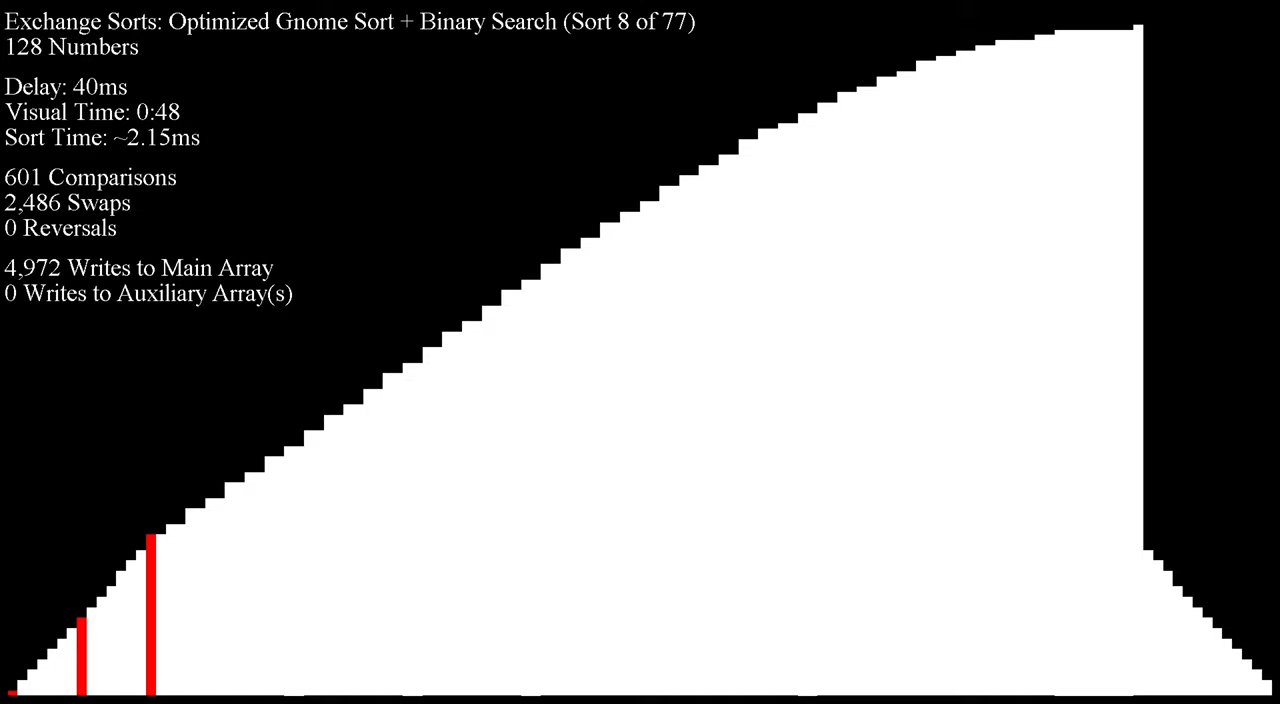 Exchange Sorts: Optimized Gnome Sort + Binary Search (Sort 8 of 77)
128 Numbers
Delay: 40ms
Visual Time: 0:48
Sort Time: ~2.15ms
601 Comparisons
2,486 Swaps
0 Reversals
4,972 Writes to Main Array
0 Writes to Auxiliary Array(s)